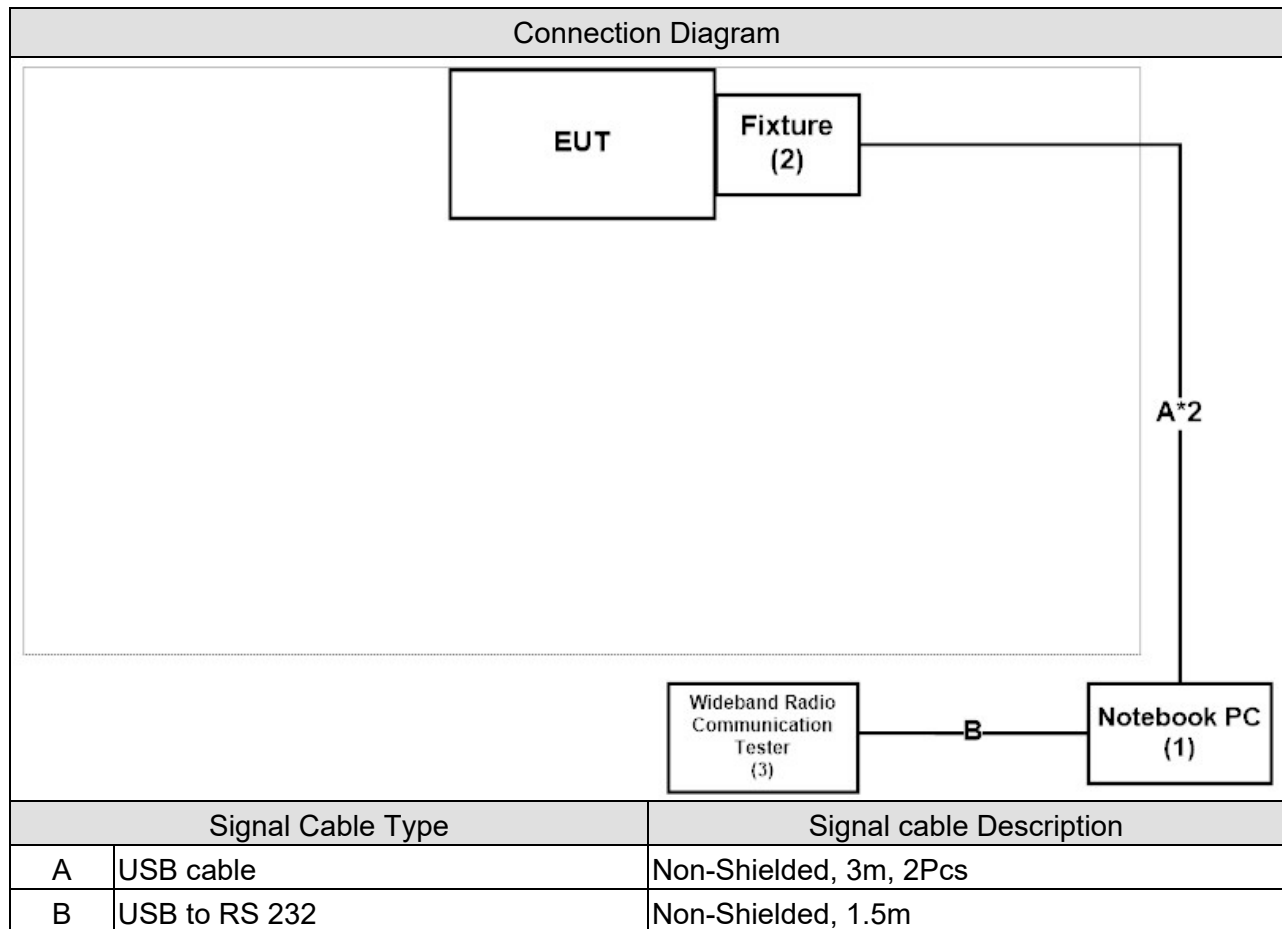 Connection Diagram
EUT
Fixture
(2)
A*2
Wideband Radio
Communication
Tester
(3)
B
Notebook PC
(1)
Signal Cable Type Signal cable Description
A USB cable Non-Shielded, 3m, 2Pcs
B USB to RS 232 Non-Shielded, 1.5m